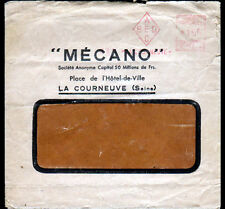 "MÉCANO"
Société Anonyme Capital 50 Millions de Frs.
Place de l'Hôtel-de-Ville
LA COURNEUVE (Seine)